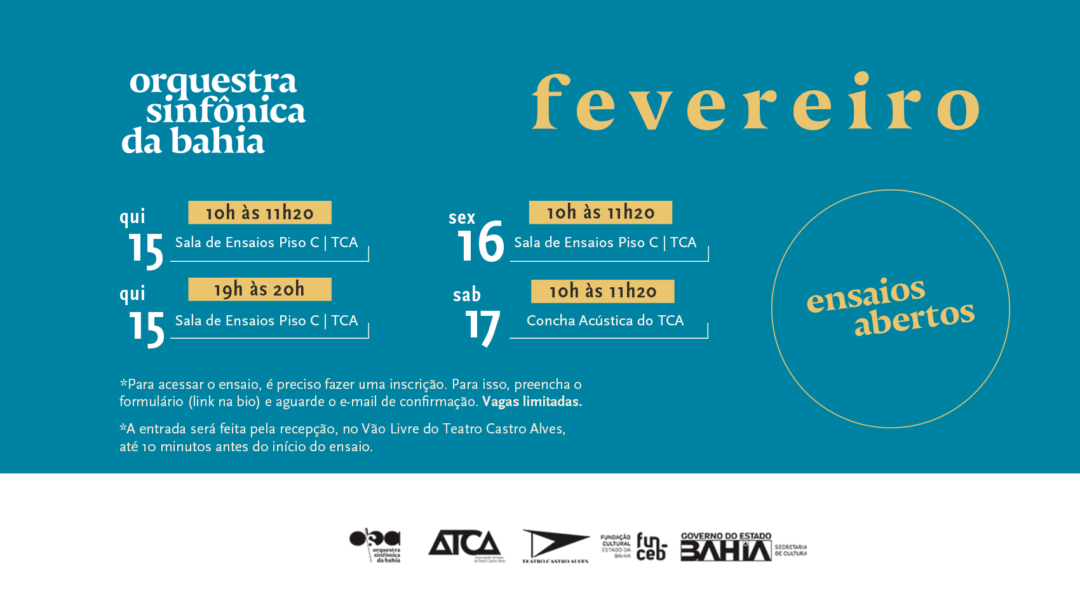 orquestra
sinfônica
da bahia
fevereiro
qui
15
10h às 11h20
Sala de Ensaios Piso C | TCA
sex
16
10h às 11h20
Sala de Ensaios Piso C | TCA
qui
15
19h às 20h
Sala de Ensaios Piso C | TCA
sab
17
10h às 11h20
Concha Acústica do TCA
ensaios
abertos
*Para acessar o ensaio, é preciso fazer uma inscrição. Para isso, preencha o
formulário (link na bio) e aguarde o e-mail de confirmação. Vagas limitadas.
*A entrada será feita pela recepção, no Vão Livre do Teatro Castro Alves,
até 10 minutos antes do início do ensaio.
orquestra
sinfônica
da bahia
ATCA
TEATRO CASTRO ALVES
FUNDAÇÃO
CULTURAL
ESTADO DA
BAHIA
fun-
ceb
GOVERNO DO ESTADO
BAHIA
SECRETARIA
DE CULTURA